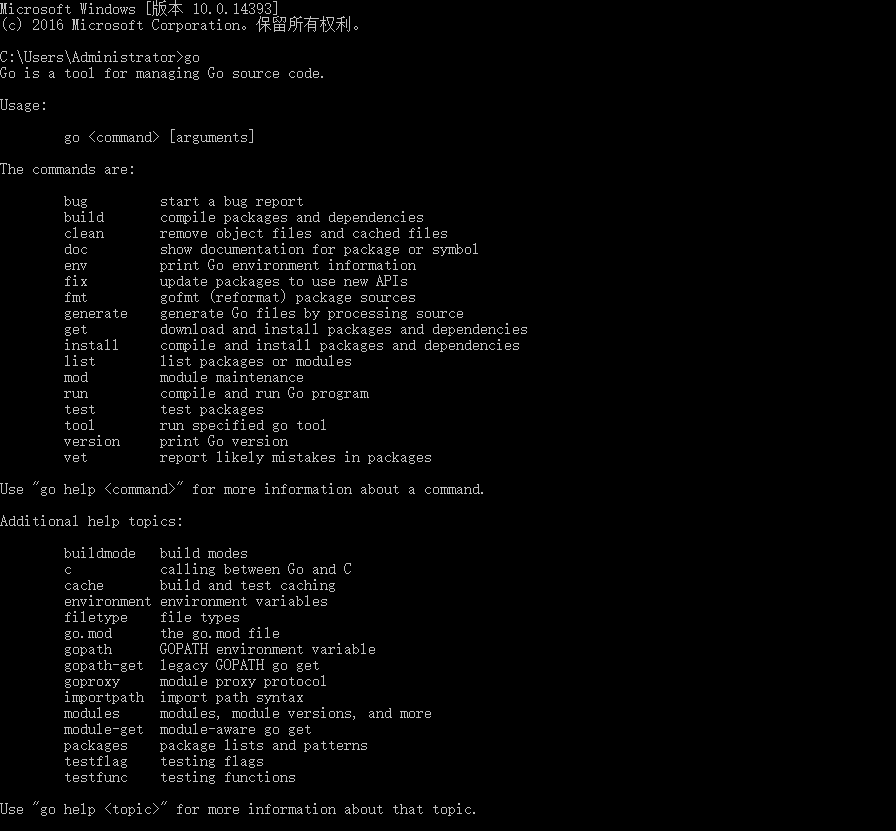 Microsoft Windows [版本 10.0.14393]
(c) 2016 Microsoft Corporation。保留所有权利。
C:\Users\Administrator>go
Go is a tool for managing Go source code.
Usage:
go <command> [arguments]
The commands are:
bug         start a bug report
build       compile packages and dependencies
clean       remove object files and cached files
doc         show documentation for package or symbol
env         print Go environment information
fix         update packages to use new APIs
fmt         gofmt (reformat) package sources
generate    generate Go files by processing source
get         download and install packages and dependencies
install     compile and install packages and dependencies
list        list packages or modules
mod         module maintenance
run         compile and run Go program
test        test packages
tool        run specified go tool
version     print Go version
vet         report likely mistakes in packages
Use "go help <command>" for more information about a command.
Additional help topics:
buildmode   build modes
c           calling between Go and C
cache       build and test caching
environment environment variables
filetype    file types
go.mod      the go.mod file
gopath      GOPATH environment variable
gopath-get  legacy GOPATH go get
goproxy     module proxy protocol
importpath  import path syntax
modules     modules, module versions, and more
module-get  module-aware go get
packages    package lists and patterns
testflag    testing flags
testfunc    testing functions
Use "go help <topic>" for more information about that topic.